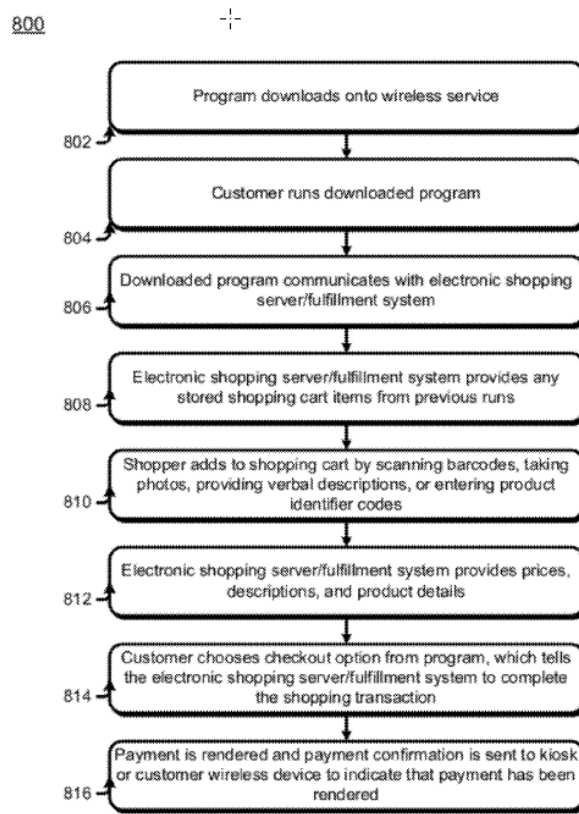 800
Program downloads onto wireless service
802
Customer runs downloaded program
804
Downloaded program communicates with electronic shopping
server/fulfillment system
806
Electronic shopping server/fulfillment system provides any
stored shopping cart items from previous runs
808
Shopper adds to shopping cart by scanning barcodes, taking
photos, providing verbal descriptions, or entering product
identifier codes
810
Electronic shopping server/fulfillment system provides prices,
descriptions, and product details
812
Customer chooses checkout option from program, which tells
the electronic shopping server/fulfillment system to complete
the shopping transaction
814
Payment is rendered and payment confirmation is sent to kiosk
or customer wireless device to indicate that payment has been
rendered
816